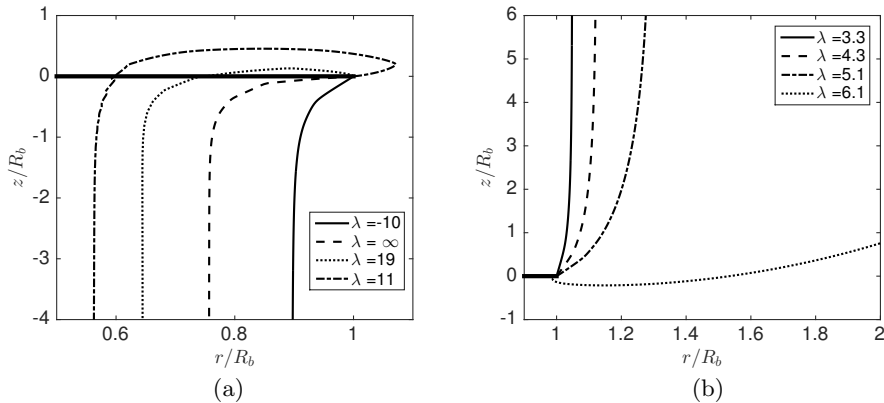 1
0
-1
-2
-3
-4
z/R_b
0.6
0.8
1
r/R_b
λ =-10
λ = ∞
λ =19
λ =11
(a)
6
5
4
3
2
1
0
-1
z/R_b
1
1.2
1.4
1.6
1.8
2
r/R_b
λ =3.3
λ =4.3
λ =5.1
λ =6.1
(b)